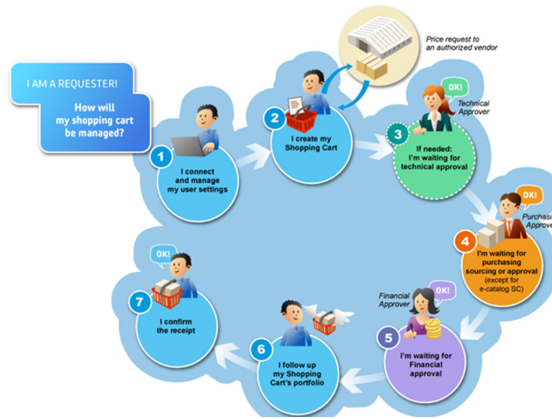 Price request to
an authorized vendor
I AM A REQUESTER!
How will
my shopping cart
be managed?
1
I connect
and manage
my user settings
2
I create my
Shopping Cart
OK!
Technical
Approver
3
If needed:
I'm waiting for
technical approval
OK!
Purchasing
Approver
4
I'm waiting for
purchasing
sourcing or approval
(except for
e-catalog SC)
Financial
Approver
OK!
5
I'm waiting for
Financial
approval
6
I follow up
my Shopping
Cart's portfolio
OK!
7
I confirm
the receipt